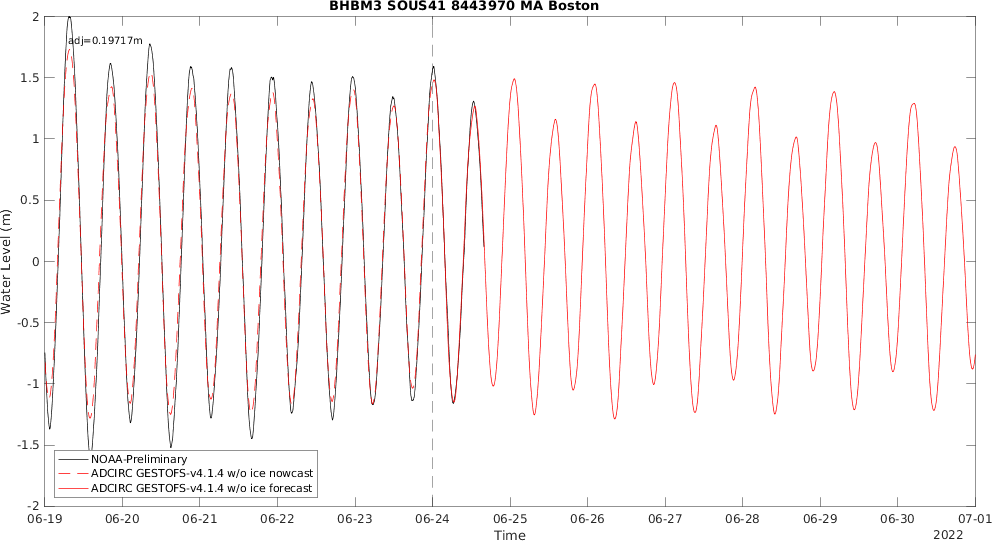 BHBM3 SOUS41 8443970 MA Boston
adj=0.19717m
2
1.5
1
0.5
0
-0.5
-1
-1.5
-2
Water Level (m)
NOAA-Preliminary
ADCIRC GESTOFS-v4.1.4 w/o ice nowcast
ADCIRC GESTOFS-v4.1.4 w/o ice forecast
06-19 06-20 06-21 06-22 06-23 06-24 06-25 06-26 06-27 06-28 06-29 06-30 07-01
Time
2022